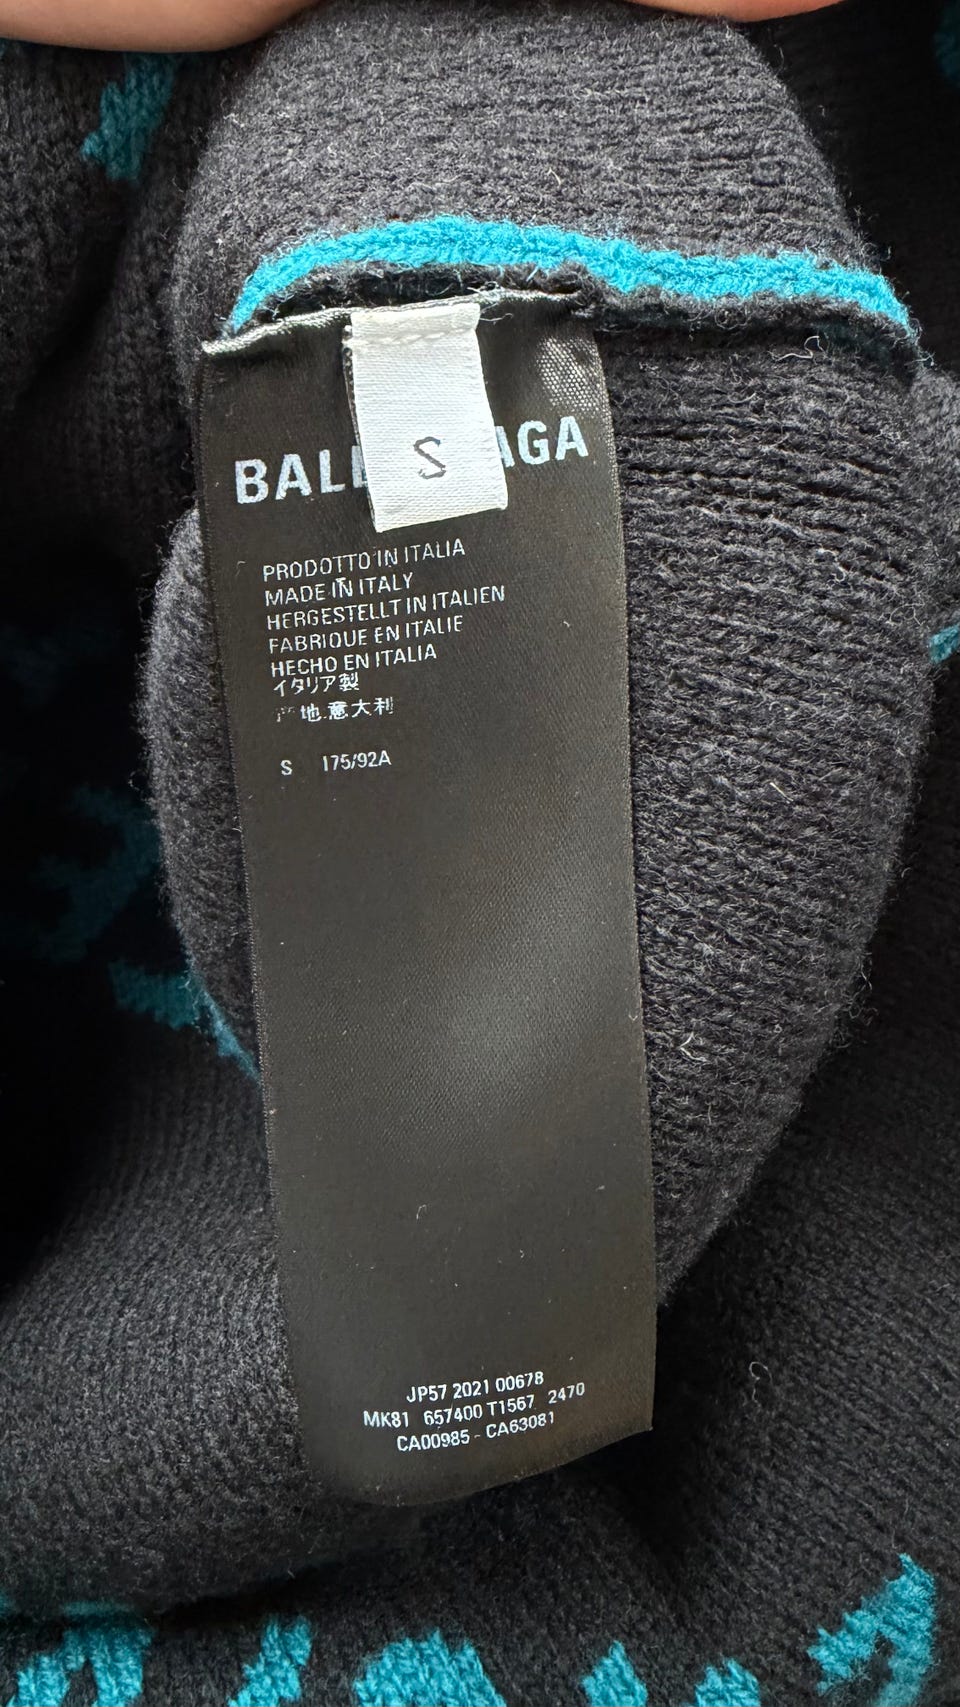 S
BAL AGA
PRODOTTO IN ITALIA
MADE IN ITALY
HERGESTELLT IN ITALIEN
FABRIQUE EN ITALIE
HECHO EN ITALIA
イタリア製
产地.意大利
S 175/92A
JP57 2021 00678
MK81 657400 T1567 2470
CA00985 - CA63081